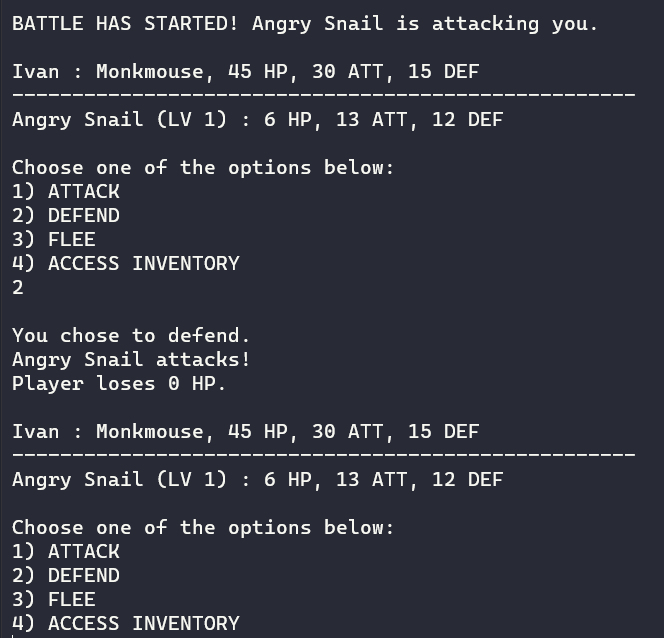 BATTLE HAS STARTED! Angry Snail is attacking you.
Ivan : Monkmouse, 45 HP, 30 ATT, 15 DEF
----------------------------------------------------
Angry Snail (LV 1) : 6 HP, 13 ATT, 12 DEF
Choose one of the options below:
1) ATTACK
2) DEFEND
3) FLEE
4) ACCESS INVENTORY
2
You chose to defend.
Angry Snail attacks!
Player loses 0 HP.
Ivan : Monkmouse, 45 HP, 30 ATT, 15 DEF
----------------------------------------------------
Angry Snail (LV 1) : 6 HP, 13 ATT, 12 DEF
Choose one of the options below:
1) ATTACK
2) DEFEND
3) FLEE
4) ACCESS INVENTORY